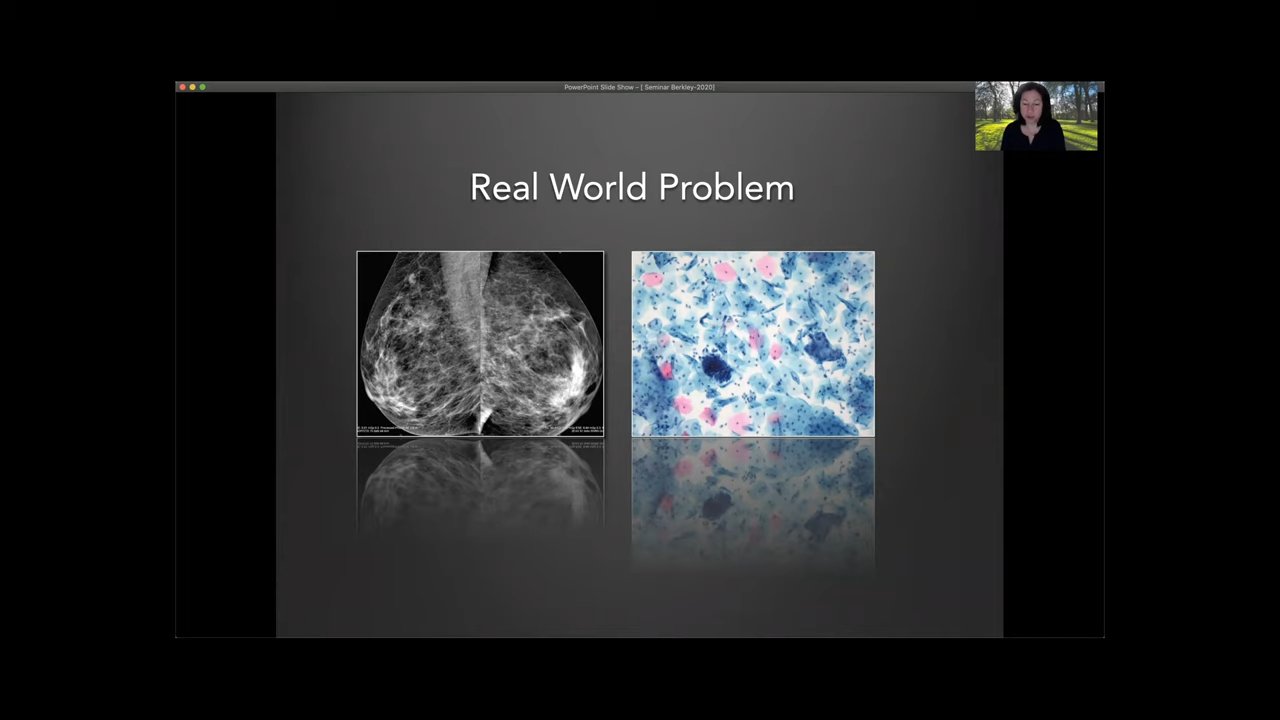 PowerPoint Slide Show - [ Seminar Berkley-2020]
Real World Problem